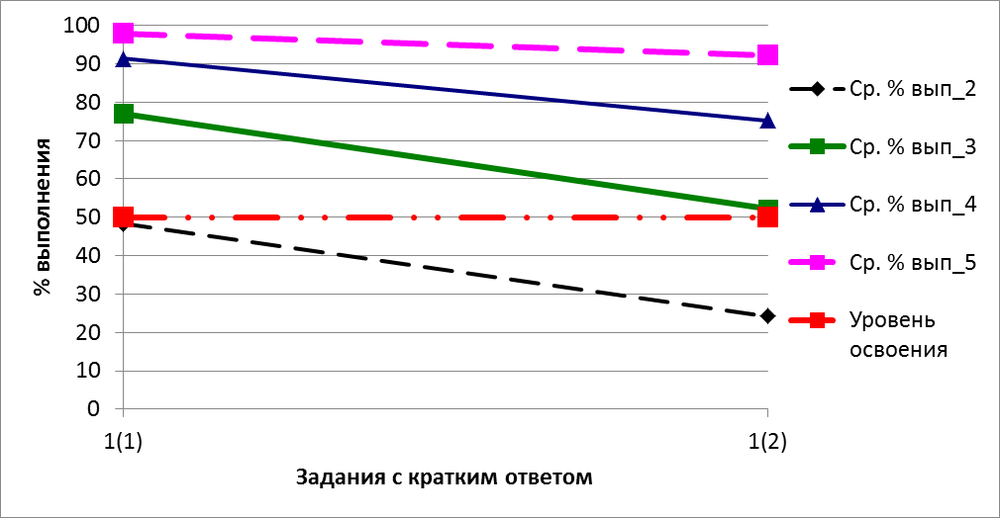 100
90
80
70
60
50
40
30
20
10
0
% выполнения
1(1)
1(2)
Задания с кратким ответом
Ср. % вып_2
Ср. % вып_3
Ср. % вып_4
Ср. % вып_5
Уровень
освоения